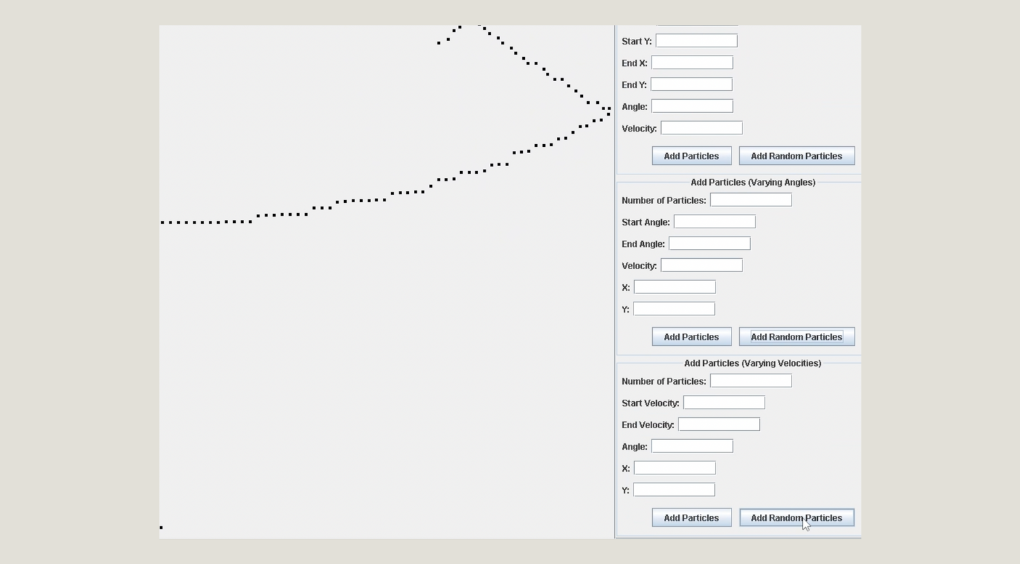 Start Y:
End X:
End Y:
Angle:
Velocity:
Add Particles Add Random Particles
Add Particles (Varying Angles)
Number of Particles:
Start Angle:
End Angle:
Velocity:
X:
Y:
Add Particles Add Random Particles
Add Particles (Varying Velocities)
Number of Particles:
Start Velocity:
End Velocity:
Angle:
X:
Y:
Add Particles Add Random Particles